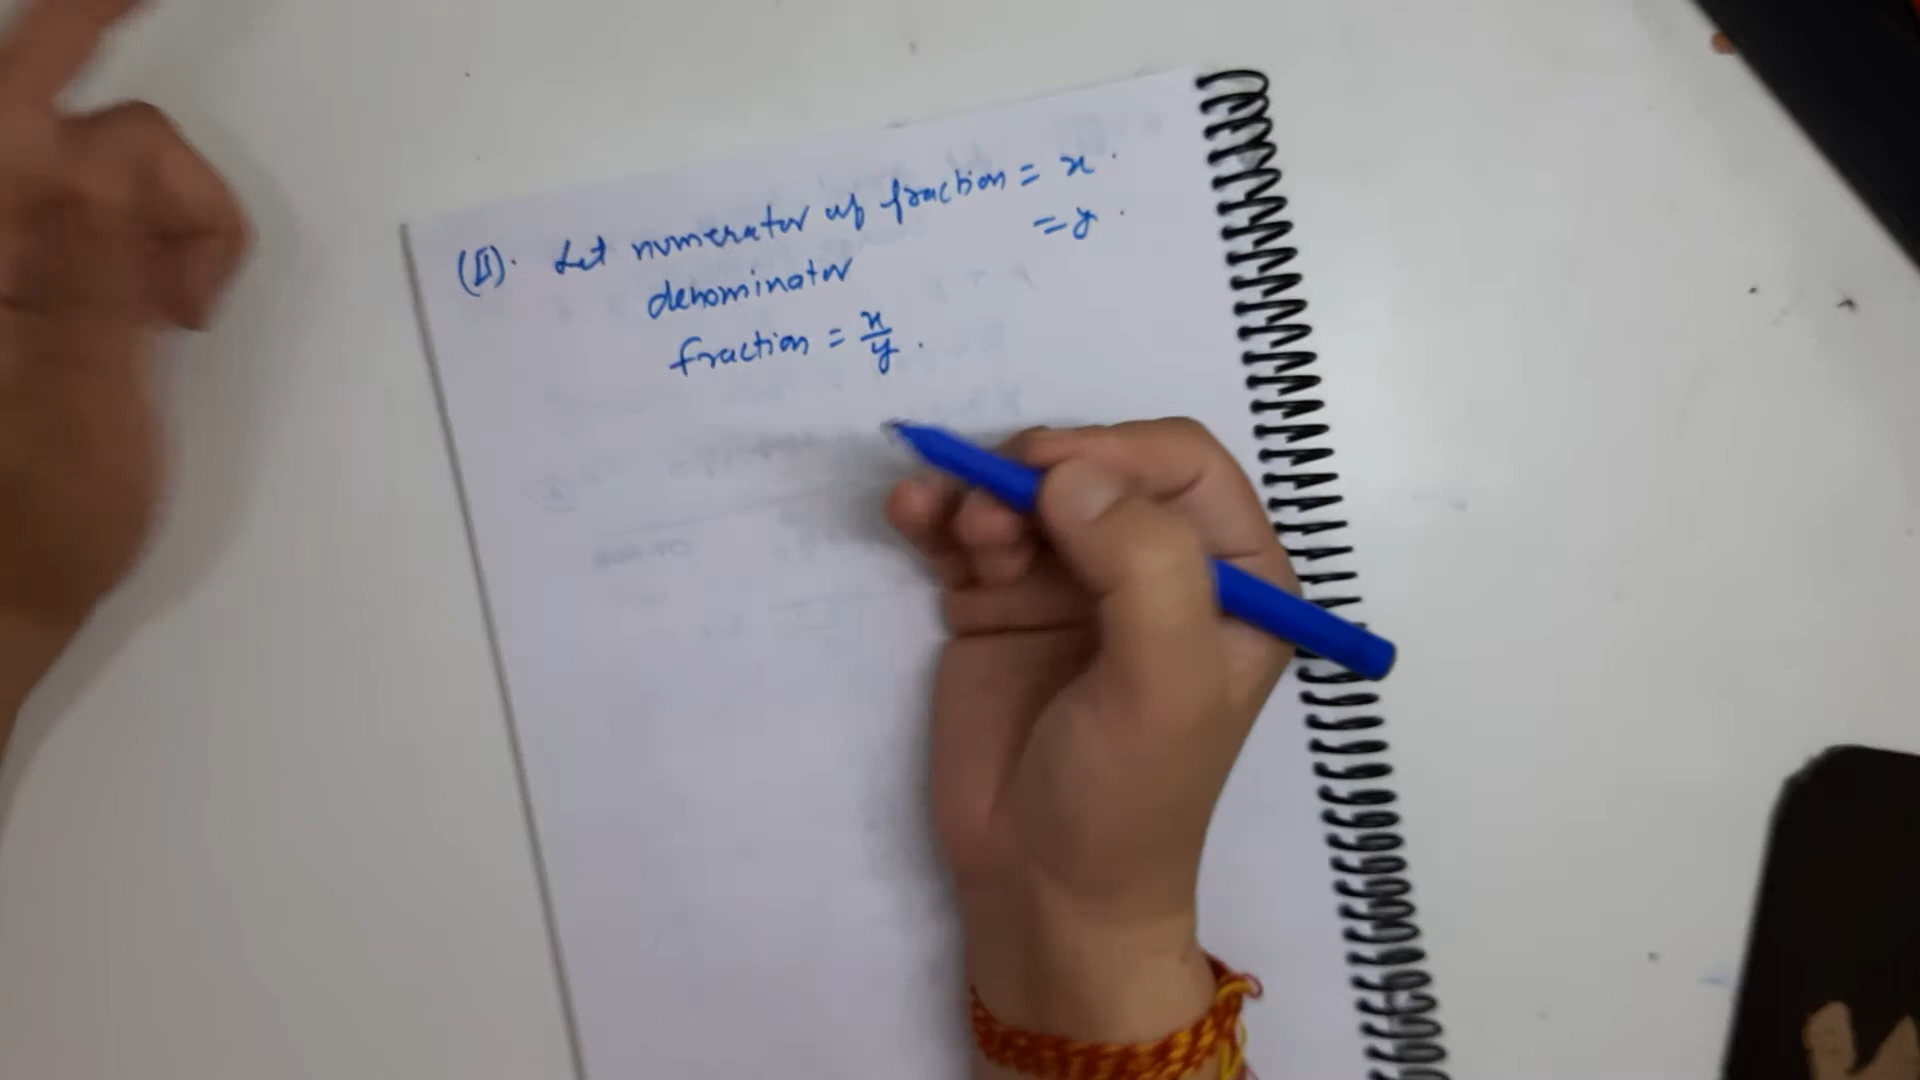 (II). Let numerator of fraction = x.
denominator = y.
fraction = x/y.